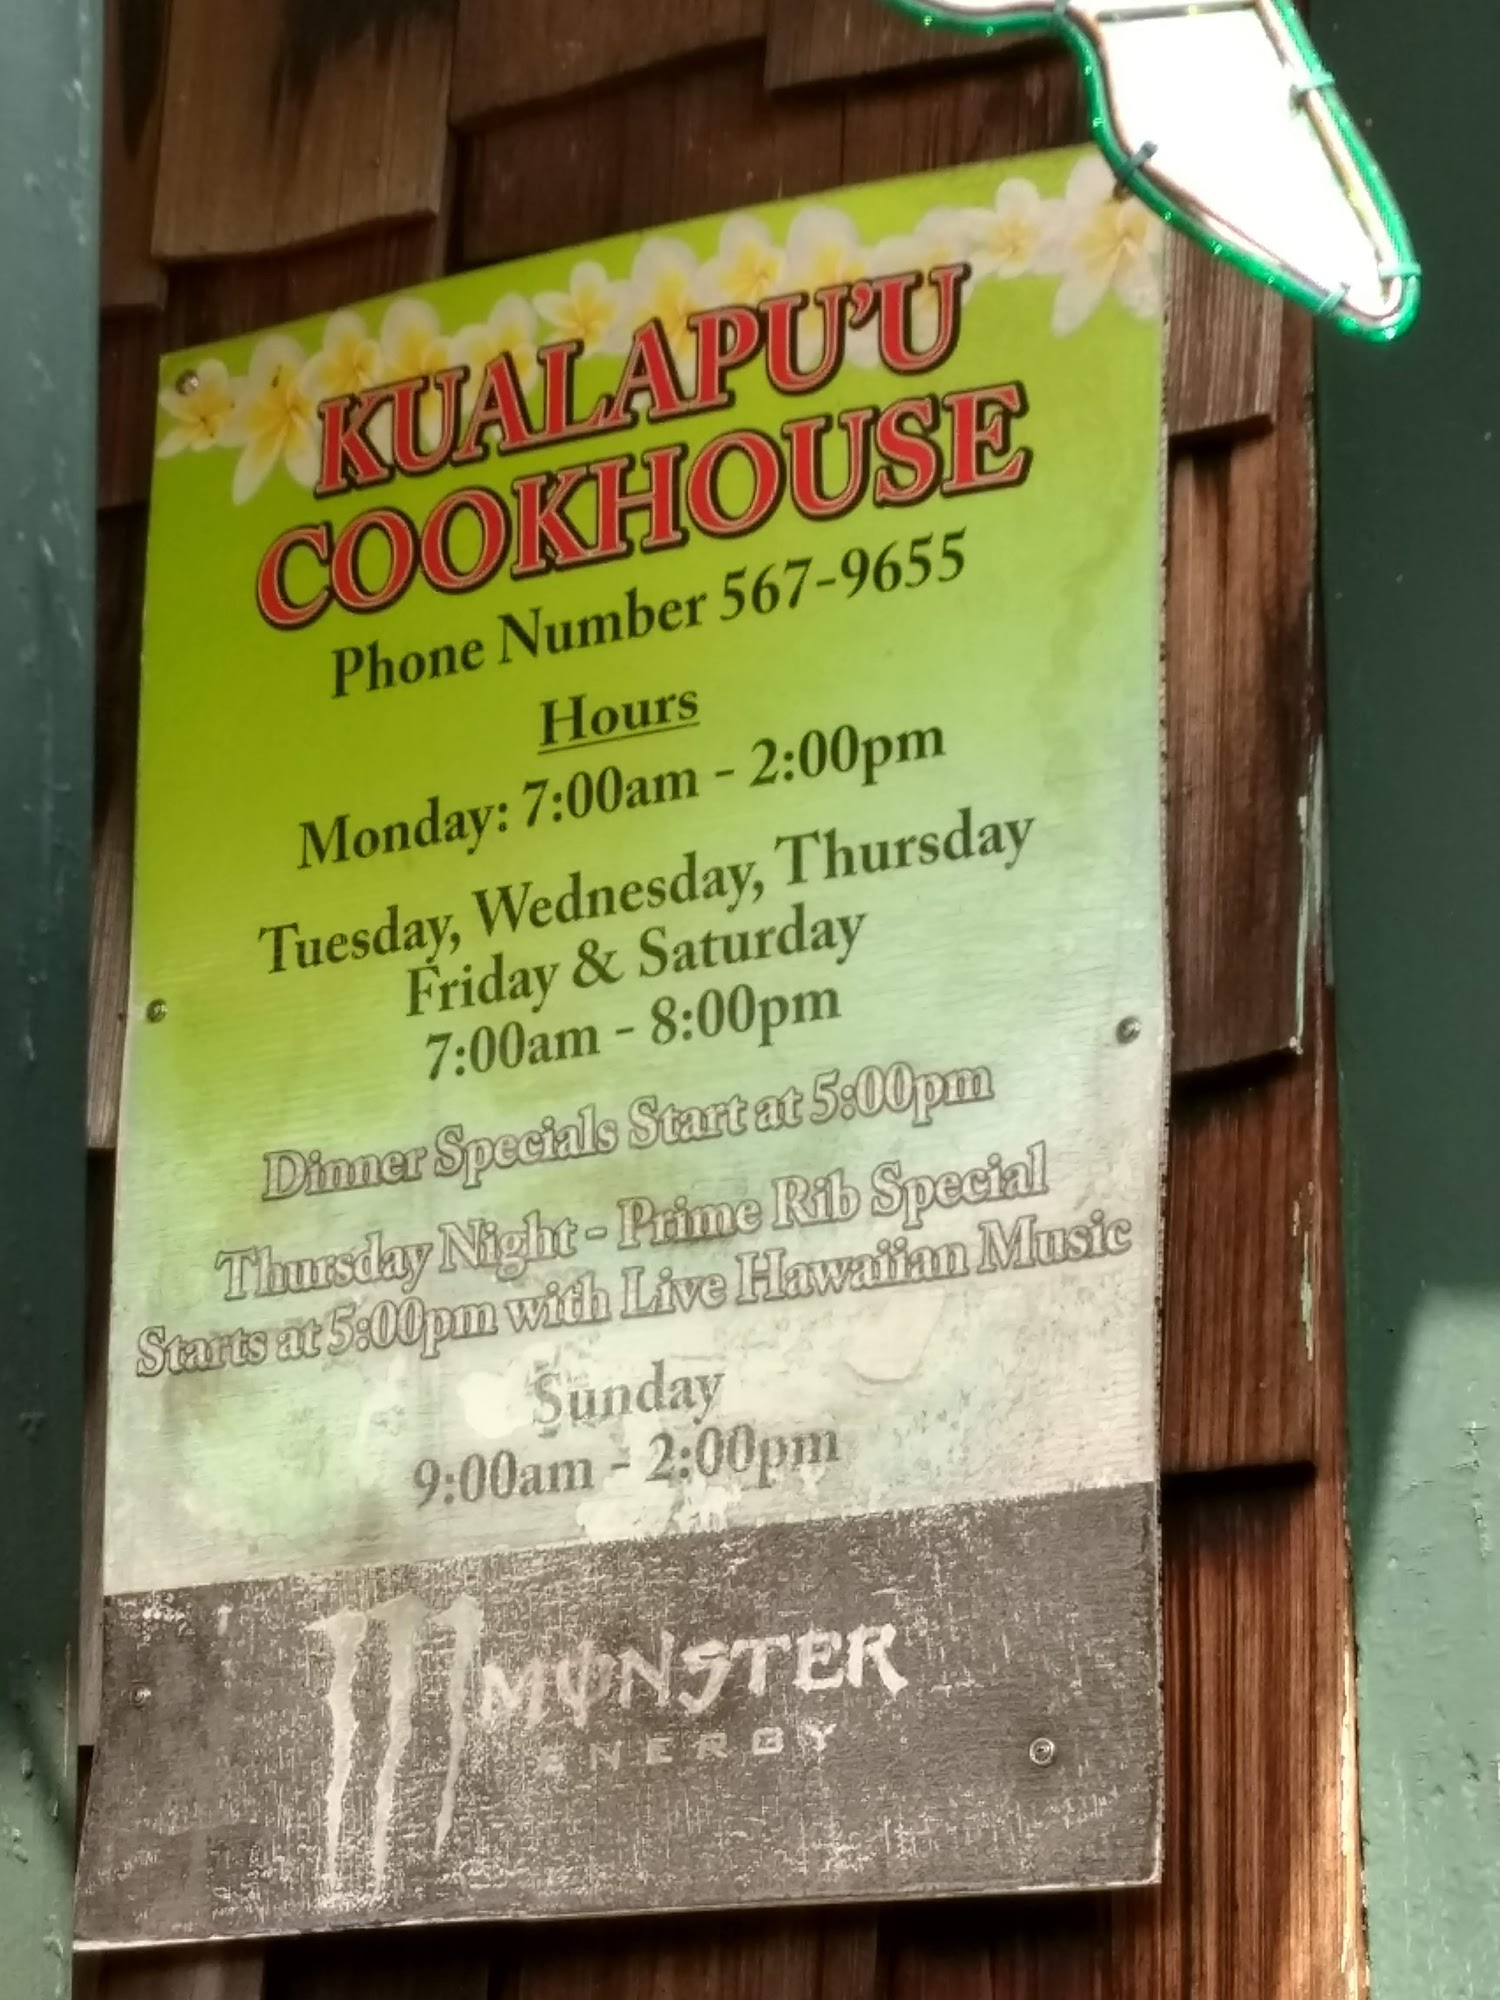 KUALAPU'U
COOKHOUSE
Phone Number 567-9655
Hours
Monday: 7:00am - 2:00pm
Tuesday, Wednesday, Thursday
Friday & Saturday
7:00am - 8:00pm
Dinner Specials Start at 5:00pm
Thursday Night - Prime Rib Special
Starts at 5:00pm with Live Hawaiian Music
Sunday
9:00am - 2:00pm
MONSTER
ENERGY